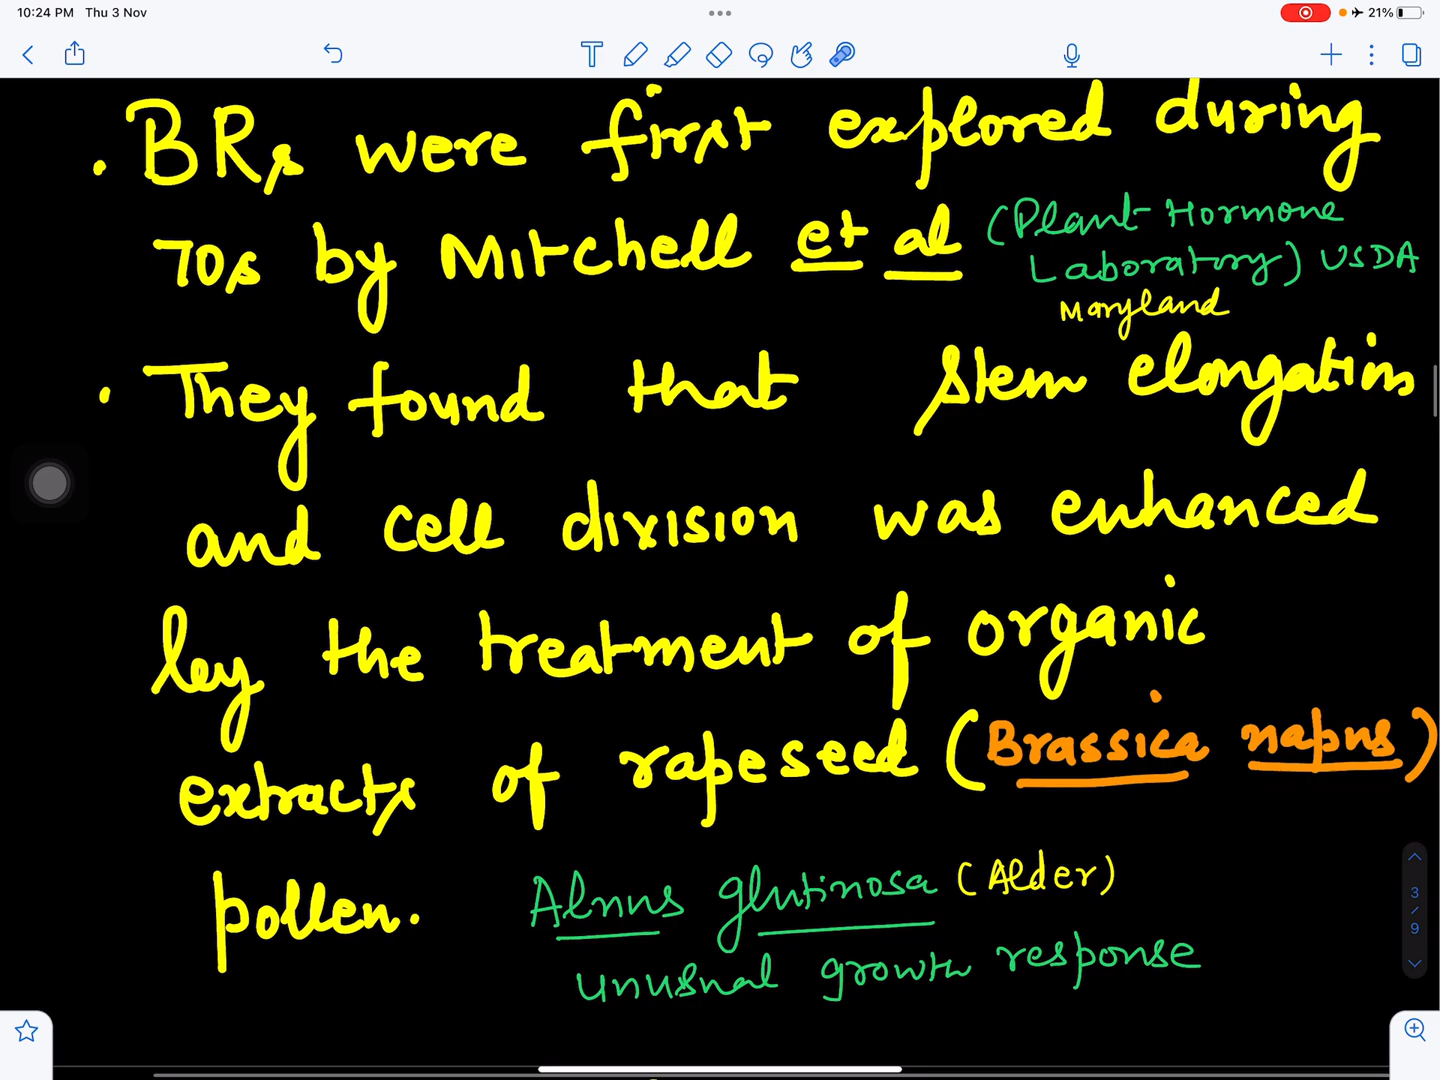 10:24 PM Thu 3 Nov
21%
• BRs were first explored during
70s by Mitchell et al (Plant Hormone
Laboratory) USDA
Maryland
• They found that stem elongation
and cell division was enhanced
by the treatment of organic
extracts of rapeseed (Brassica napus)
pollen. Alnus glutinosa (Alder)
unusual growth response
3
/
9